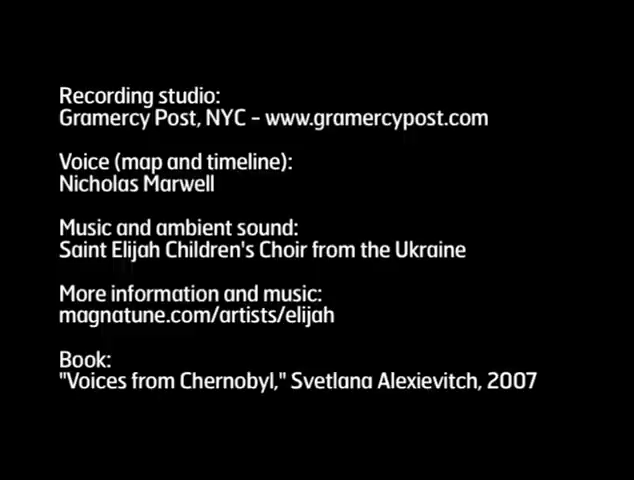 Recording studio:
Gramercy Post, NYC - www.gramercypost.com
Voice (map and timeline):
Nicholas Marwell
Music and ambient sound:
Saint Elijah Children's Choir from the Ukraine
More information and music:
magnatune.com/artists/elijah
Book:
"Voices from Chernobyl," Svetlana Alexievitch, 2007